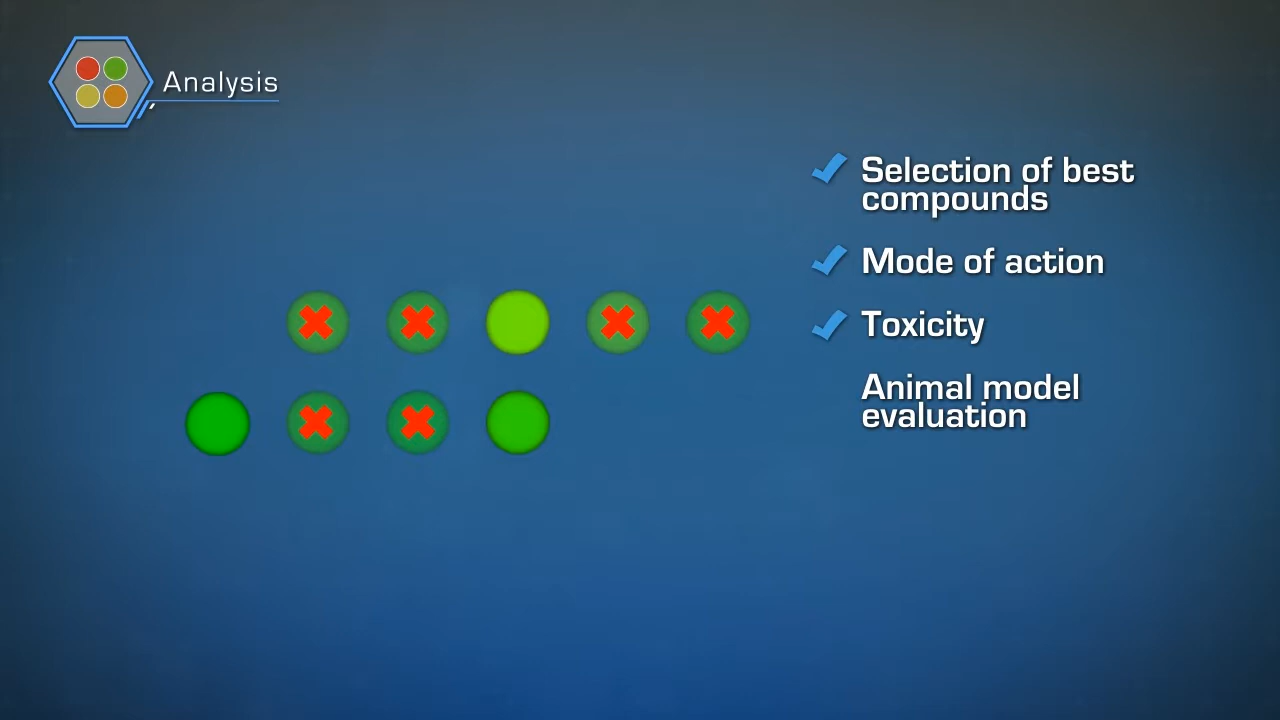 Analysis
Selection of best
compounds
Mode of action
Toxicity
Animal model
evaluation